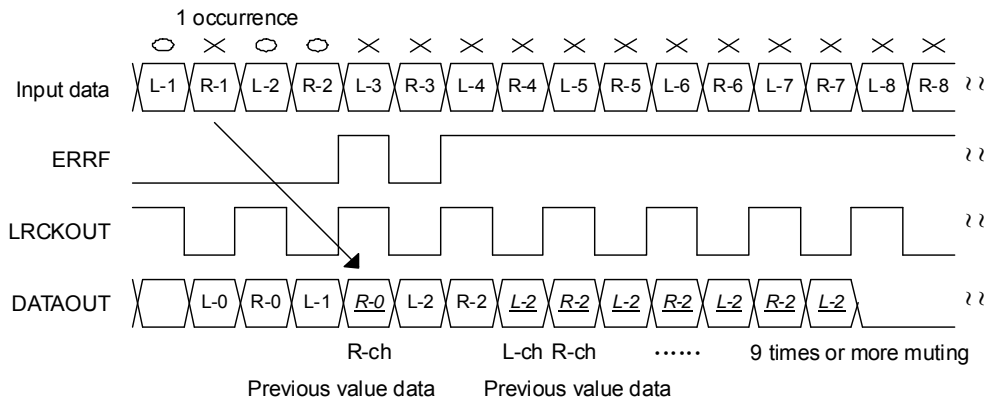 1 occurrence
Input data L-1 R-1 L-2 R-2 L-3 R-3 L-4 R-4 L-5 R-5 L-6 R-6 L-7 R-7 L-8 R-8
ERRF
LRCKOUT
DATAOUT L-0 R-0 L-1 R-0 L-2 R-2 L-2 R-2 L-2 R-2 L-2 R-2 L-2
R-ch L-ch R-ch ...... 9 times or more muting
Previous value data Previous value data